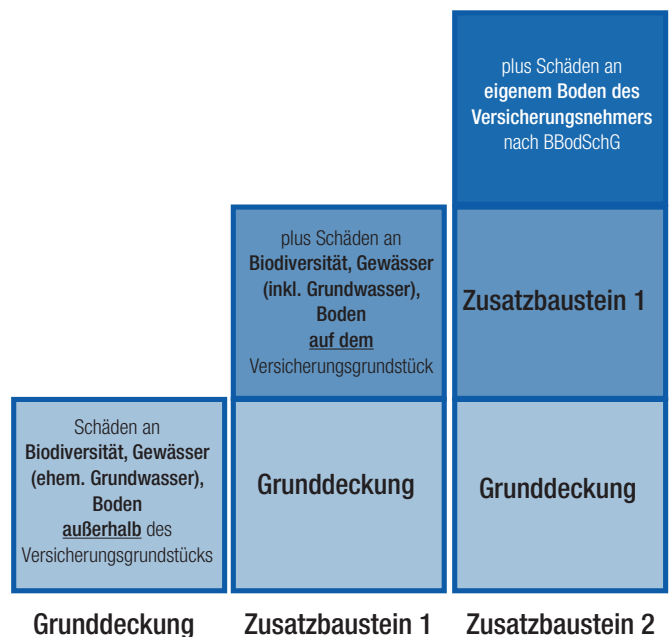 plus Schäden an
eigenem Boden des
Versicherungsnehmers
nach BBodSchG
plus Schäden an
Biodiversität, Gewässer
(inkl. Grundwasser),
Boden
auf dem
Versicherungsgrundstück
Zusatzbaustein 1
Schäden an
Biodiversität, Gewässer
(ehem. Grundwasser),
Boden
außerhalb des
Versicherungsgrundstücks
Grunddeckung
Grunddeckung
Grunddeckung
Zusatzbaustein 1
Zusatzbaustein 2